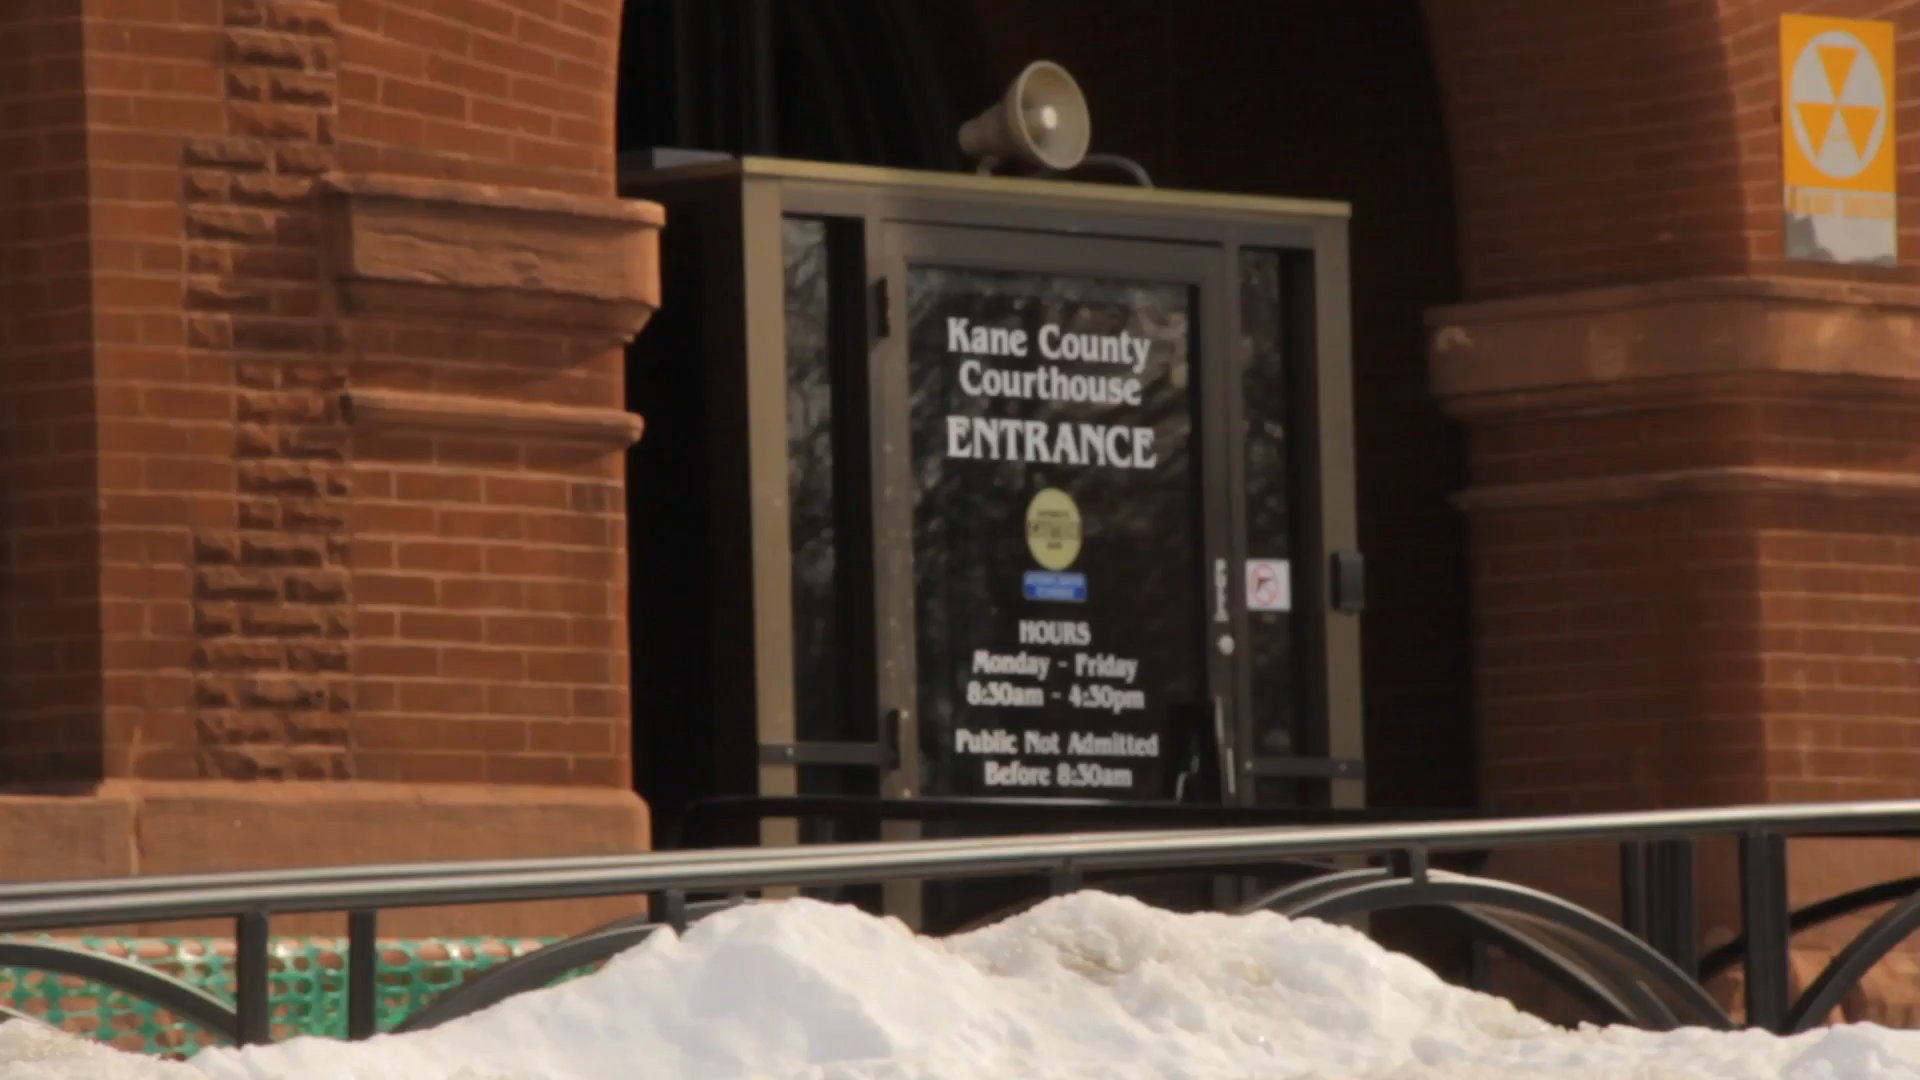 Kane County
Courthouse
ENTRANCE
HOURS
Monday - Friday
8:30am - 4:30pm
Public Not Admitted
Before 8:30am